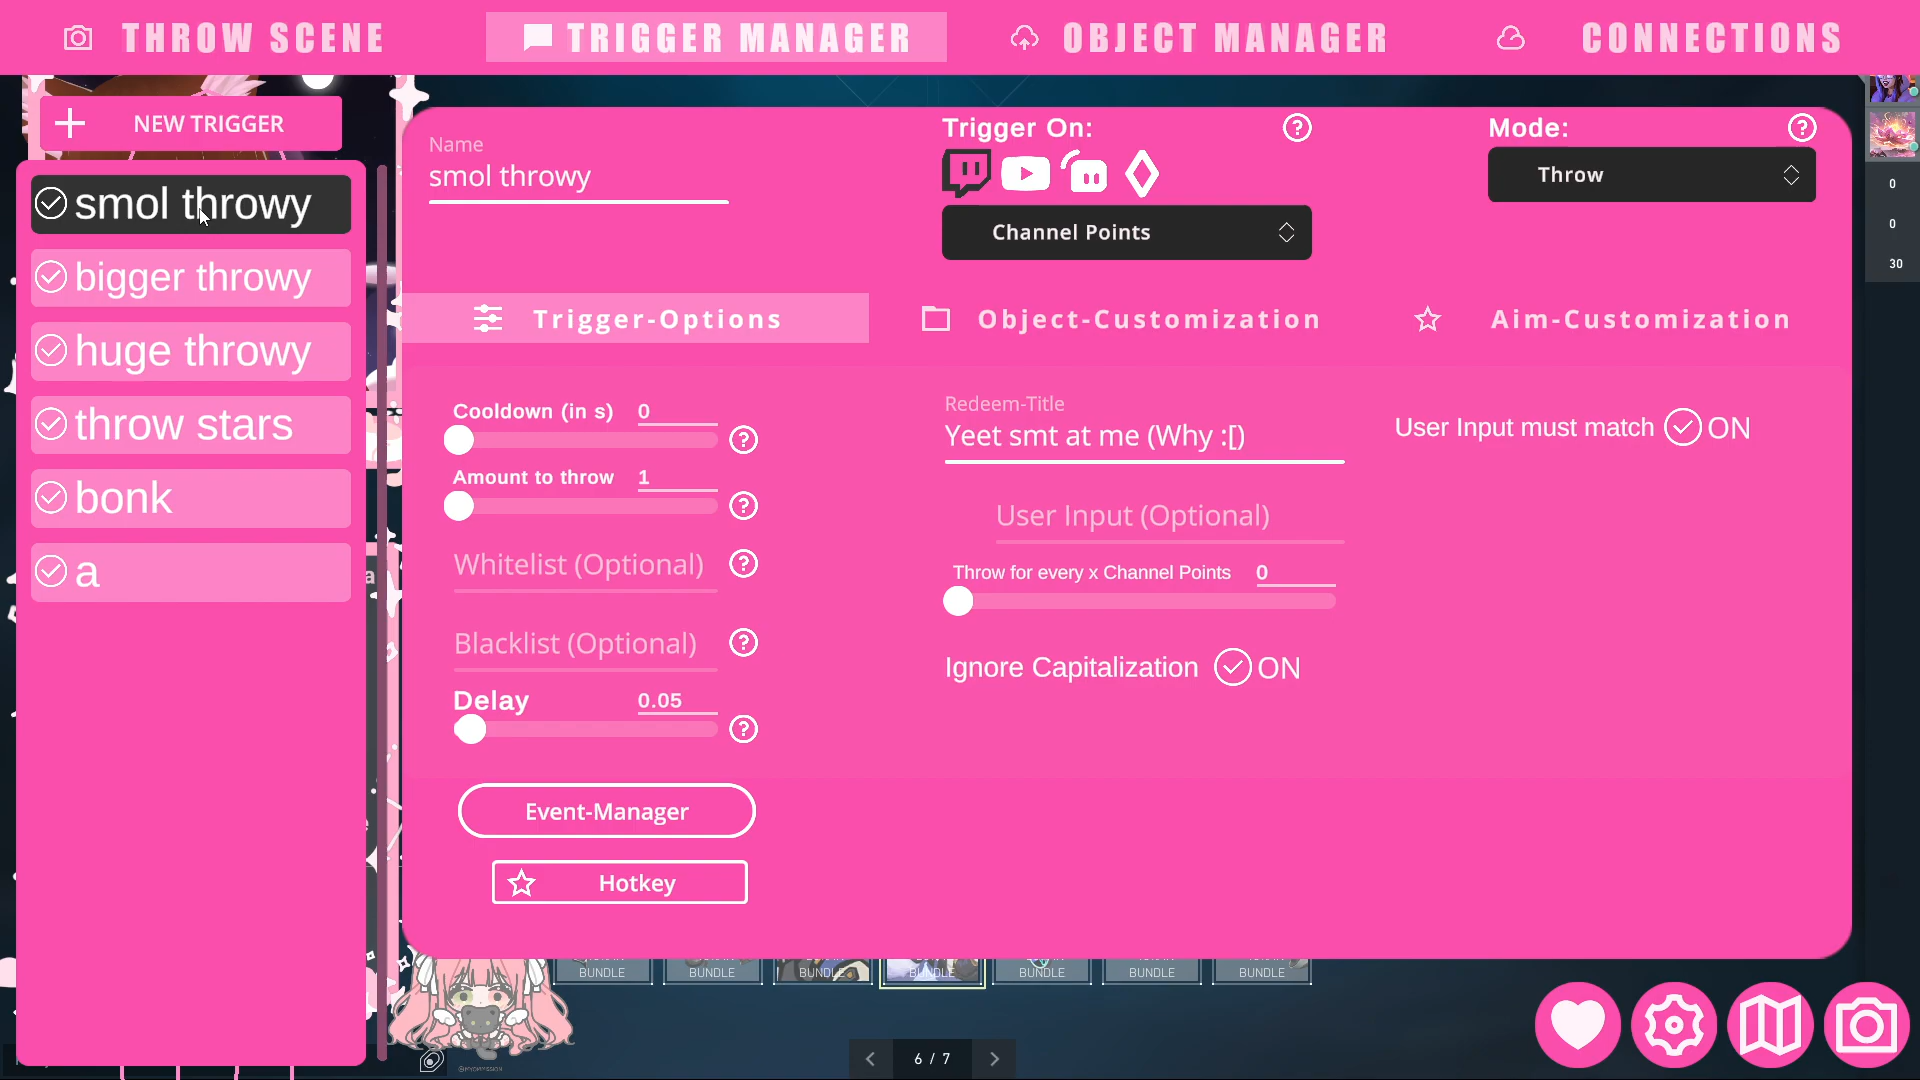 THROW SCENE
TRIGGER MANAGER
OBJECT MANAGER
CONNECTIONS
NEW TRIGGER
smol throwy
bigger throwy
huge throwy
throw stars
bonk
a
Name
smol throwy
Trigger On:
Channel Points
Mode:
Throw
0
0
30
Trigger-Options
Object-Customization
Aim-Customization
Cooldown (in s) 0
Amount to throw 1
Whitelist (Optional)
Blacklist (Optional)
Delay 0.05
Event-Manager
Hotkey
Redeem-Title
Yeet smt at me (Why :[)
User Input (Optional)
Throw for every x Channel Points 0
Ignore Capitalization ON
User Input must match ON
a
BUNDLE
BUNDLE
BUNDLE
BUNDLE
BUNDLE
BUNDLE
BUNDLE
6 / 7